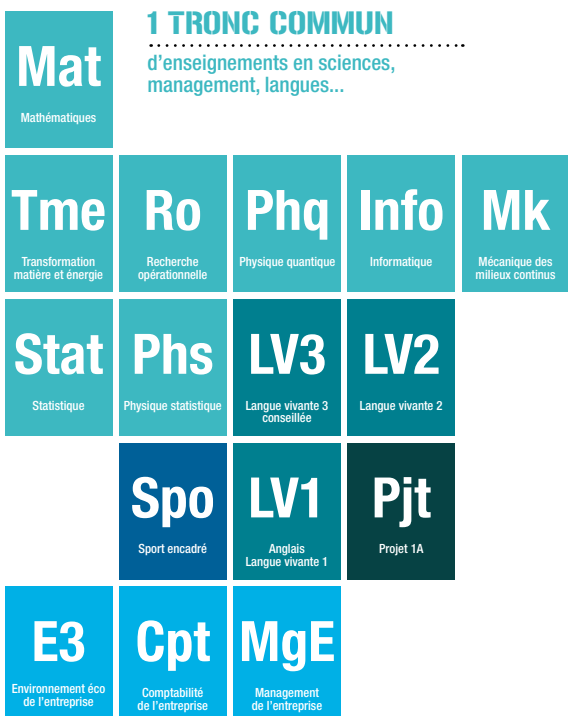 1 TRONC COMMUN
d'enseignements en sciences,
management, langues...
Mat
Mathématiques
Tme
Transformation
matière et énergie
Ro
Recherche
opérationnelle
Phq
Physique quantique
Info
Informatique
Mk
Mécanique des
milieux continus
Stat
Statistique
Phs
Physique statistique
LV3
Langue vivante 3
conseillée
LV2
Langue vivante 2
Spo
Sport encadré
LV1
Anglais
Langue vivante 1
Pjt
Projet 1A
E3
Environnement éco
de l'entreprise
Cpt
Comptabilité
de l'entreprise
MgE
Management
de l'entreprise